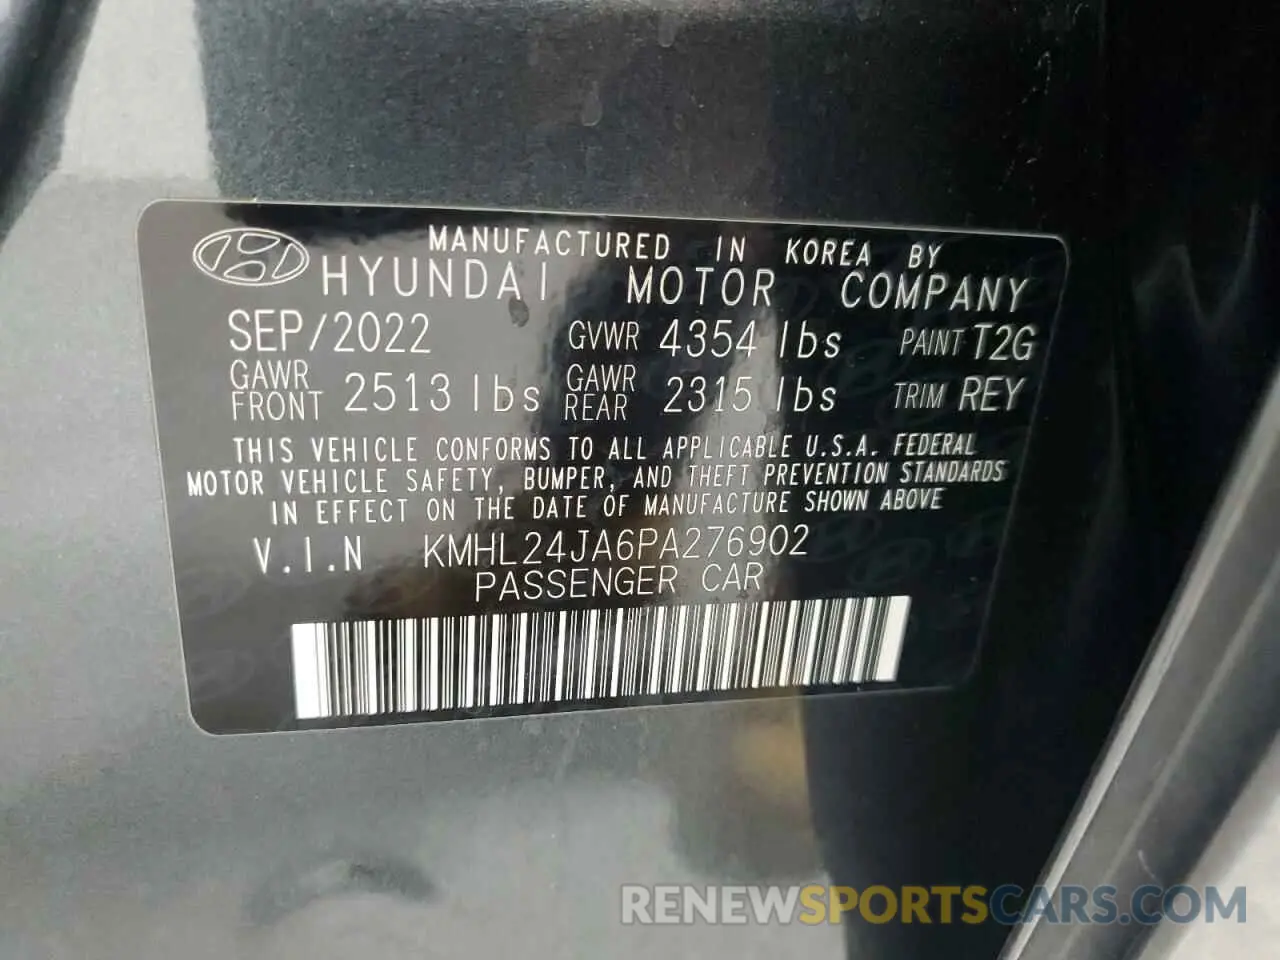 MANUFACTURED IN KOREA BY
HYUNDAI MOTOR COMPANY
SEP/2022 GVWR 4354 lbs PAINT T2G
GAWR FRONT 2513 lbs GAWR REAR 2315 lbs TRIM REY
THIS VEHICLE CONFORMS TO ALL APPLICABLE U.S.A. FEDERAL
MOTOR VEHICLE SAFETY, BUMPER, AND THEFT PREVENTION STANDARDS
IN EFFECT ON THE DATE OF MANUFACTURE SHOWN ABOVE
V.I.N KMHL24JA6PA276902
PASSENGER CAR
RENEWSPORTSCARS.COM